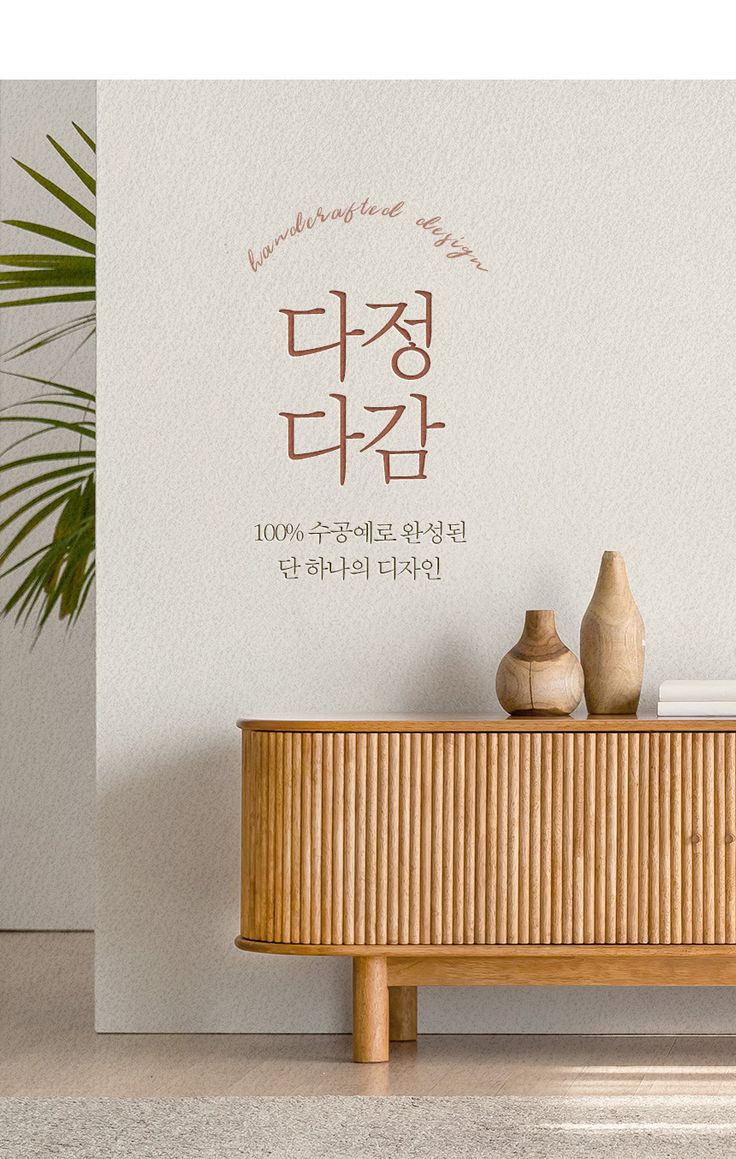 handcrafted design
다정
다감
100% 수공예로 완성된
단 하나의 디자인